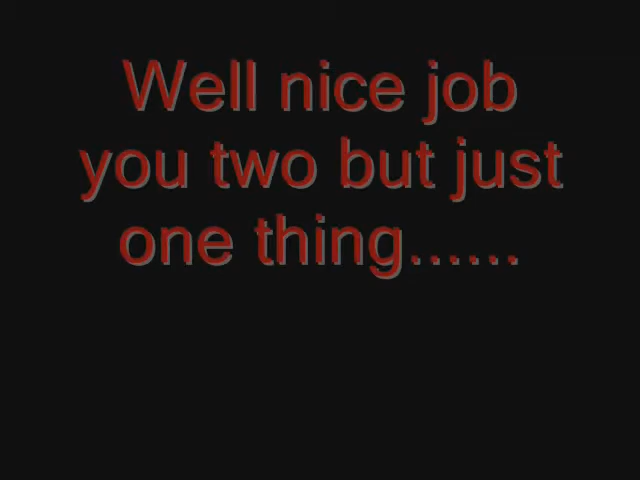 Well nice job
you two but just
one thing......